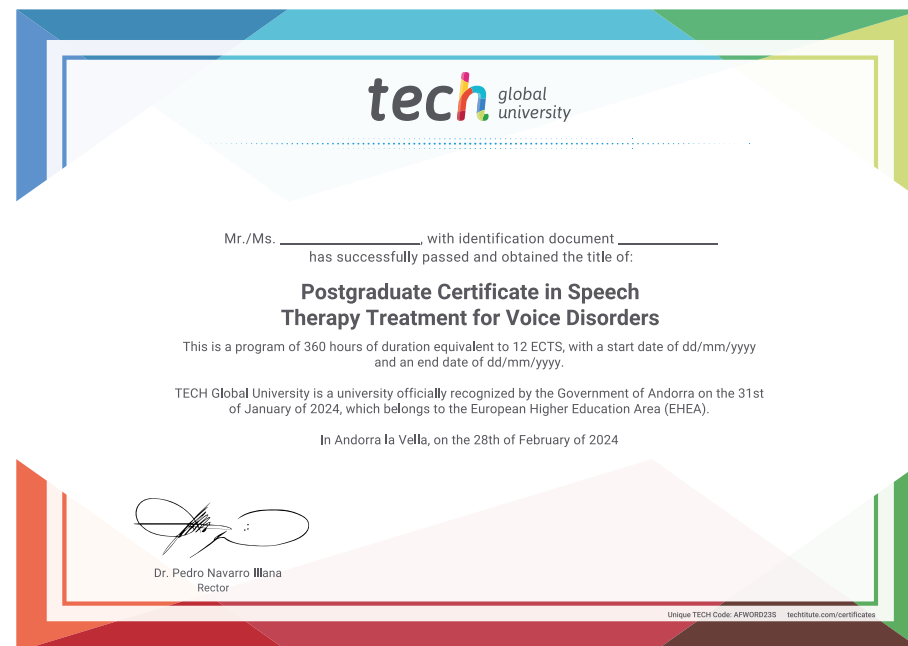 tech global
university
Mr./Ms. ____________________, with identification document ______________
has successfully passed and obtained the title of:
Postgraduate Certificate in Speech
Therapy Treatment for Voice Disorders
This is a program of 360 hours of duration equivalent to 12 ECTS, with a start date of dd/mm/yyyy
and an end date of dd/mm/yyyy.
TECH Global University is a university officially recognized by the Government of Andorra on the 31st
of January of 2024, which belongs to the European Higher Education Area (EHEA).
In Andorra la Vella, on the 28th of February of 2024
Dr. Pedro Navarro Illana
Rector
Unique TECH Code: AFWORD23S techtitute.com/certificates